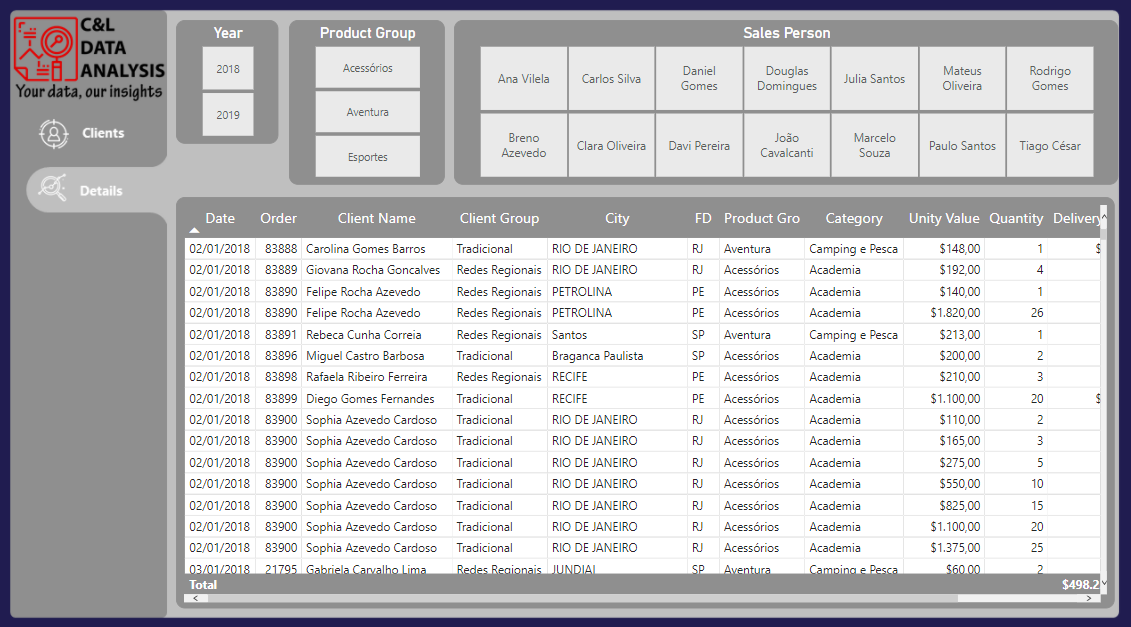 C&L
DATA
ANALYSIS
Your data, our insights
Clients
Details
Year
2018
2019
Product Group
Acessórios
Aventura
Esportes
Sales Person
Ana Vilela
Carlos Silva
Daniel
Gomes
Douglas
Domingues
Julia Santos
Mateus
Oliveira
Rodrigo
Gomes
Breno
Azevedo
Clara Oliveira
Davi Pereira
João
Cavalcanti
Marcelo
Souza
Paulo Santos
Tiago César
Date Order Client Name Client Group City FD Product Gro Category Unity Value Quantity Delivery
02/01/2018 83888 Carolina Gomes Barros Tradicional RIO DE JANEIRO RJ Aventura Camping e Pesca $148,00 1 $
02/01/2018 83889 Giovana Rocha Goncalves Redes Regionais RIO DE JANEIRO RJ Acessórios Academia $192,00 4
02/01/2018 83890 Felipe Rocha Azevedo Redes Regionais PETROLINA PE Acessórios Academia $140,00 1
02/01/2018 83890 Felipe Rocha Azevedo Redes Regionais PETROLINA PE Acessórios Academia $1.820,00 26
02/01/2018 83891 Rebeca Cunha Correia Redes Regionais Santos SP Aventura Camping e Pesca $213,00 1
02/01/2018 83896 Miguel Castro Barbosa Tradicional Braganca Paulista SP Acessórios Academia $200,00 2
02/01/2018 83898 Rafaela Ribeiro Ferreira Redes Regionais RECIFE PE Acessórios Academia $210,00 3
02/01/2018 83899 Diego Gomes Fernandes Tradicional RECIFE PE Acessórios Academia $1.100,00 20 $
02/01/2018 83900 Sophia Azevedo Cardoso Tradicional RIO DE JANEIRO RJ Acessórios Academia $110,00 2
02/01/2018 83900 Sophia Azevedo Cardoso Tradicional RIO DE JANEIRO RJ Acessórios Academia $165,00 3
02/01/2018 83900 Sophia Azevedo Cardoso Tradicional RIO DE JANEIRO RJ Acessórios Academia $275,00 5
02/01/2018 83900 Sophia Azevedo Cardoso Tradicional RIO DE JANEIRO RJ Acessórios Academia $550,00 10
02/01/2018 83900 Sophia Azevedo Cardoso Tradicional RIO DE JANEIRO RJ Acessórios Academia $825,00 15
02/01/2018 83900 Sophia Azevedo Cardoso Tradicional RIO DE JANEIRO RJ Acessórios Academia $1.100,00 20
02/01/2018 83900 Sophia Azevedo Cardoso Tradicional RIO DE JANEIRO RJ Acessórios Academia $1.375,00 25
03/01/2018 21795 Gabriela Carvalho Lima Redes Regionais JUNDIAI SP Aventura Camping e Pesca $60,00 2
Total $498.2